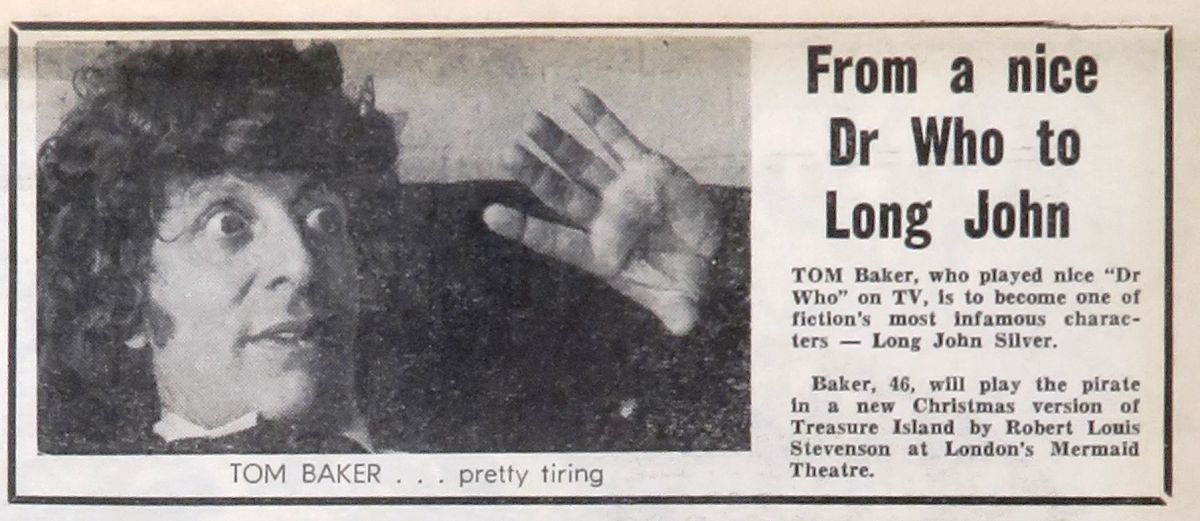 From a nice
Dr Who to
Long John
TOM Baker, who played nice "Dr
Who" on TV, is to become one of
fiction's most infamous charac-
ters — Long John Silver.
Baker, 46, will play the pirate
in a new Christmas version of
Treasure Island by Robert Louis
Stevenson at London's Mermaid
Theatre.
TOM BAKER . . . pretty tiring